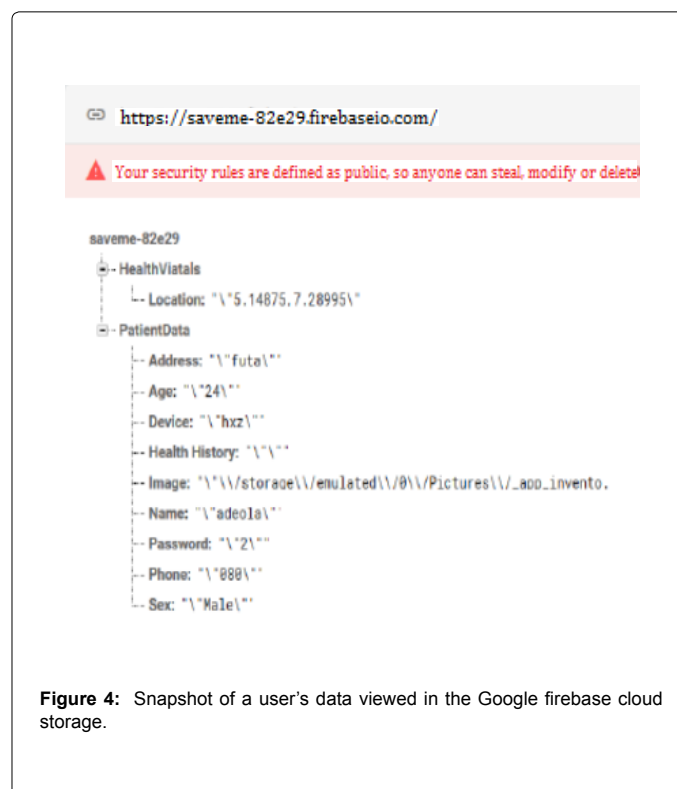 https://saveme-82e29.firebaseio.com/
Your security rules are defined as public, so anyone can steal, modify or delete
saveme-82e29
HealthViatals
Location: "\"5.14875,7.28995\"
PatientData
Address: "\"futa\""
Age: "\"24\""
Device: "\"hxz\""
Health History: "\"\""
Image: "\"\\/storage\\/emulated\\/0\\/Pictures\\/_app_invento.
Name: "\"adeola\""
Password: "\"2\""
Phone: "\"080\""
Sex: "\"Male\""
Figure 4: Snapshot of a user's data viewed in the Google firebase cloud
storage.